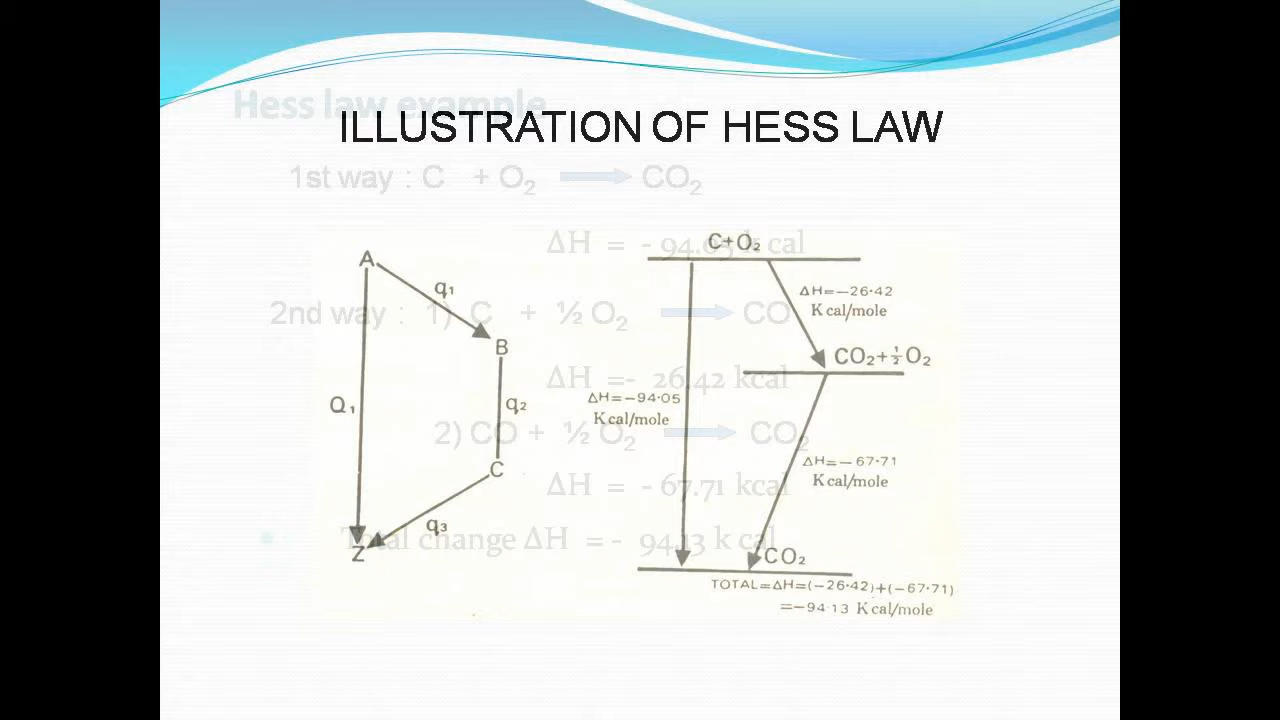 Hess law example
ILLUSTRATION OF HESS LAW
1st way : C + O₂ CO₂
ΔH = - 94.05 k cal
2nd way : 1) C + ½ O₂ CO
ΔH =- 26.42 kcal
2) CO + ½ O₂ CO₂
ΔH = - 67.71 kcal
Total change ΔH = - 94.13 k cal
A
q₁
B
Q₁
q₂
C
q₃
Z
C+O₂
ΔH=–26·42
K cal/mole
CO₂+½O₂
ΔH=–94·05
K cal/mole
ΔH=–67·71
K cal/mole
CO₂
TOTAL=ΔH=(–26·42)+(–67·71)
=–94·13 K cal/mole